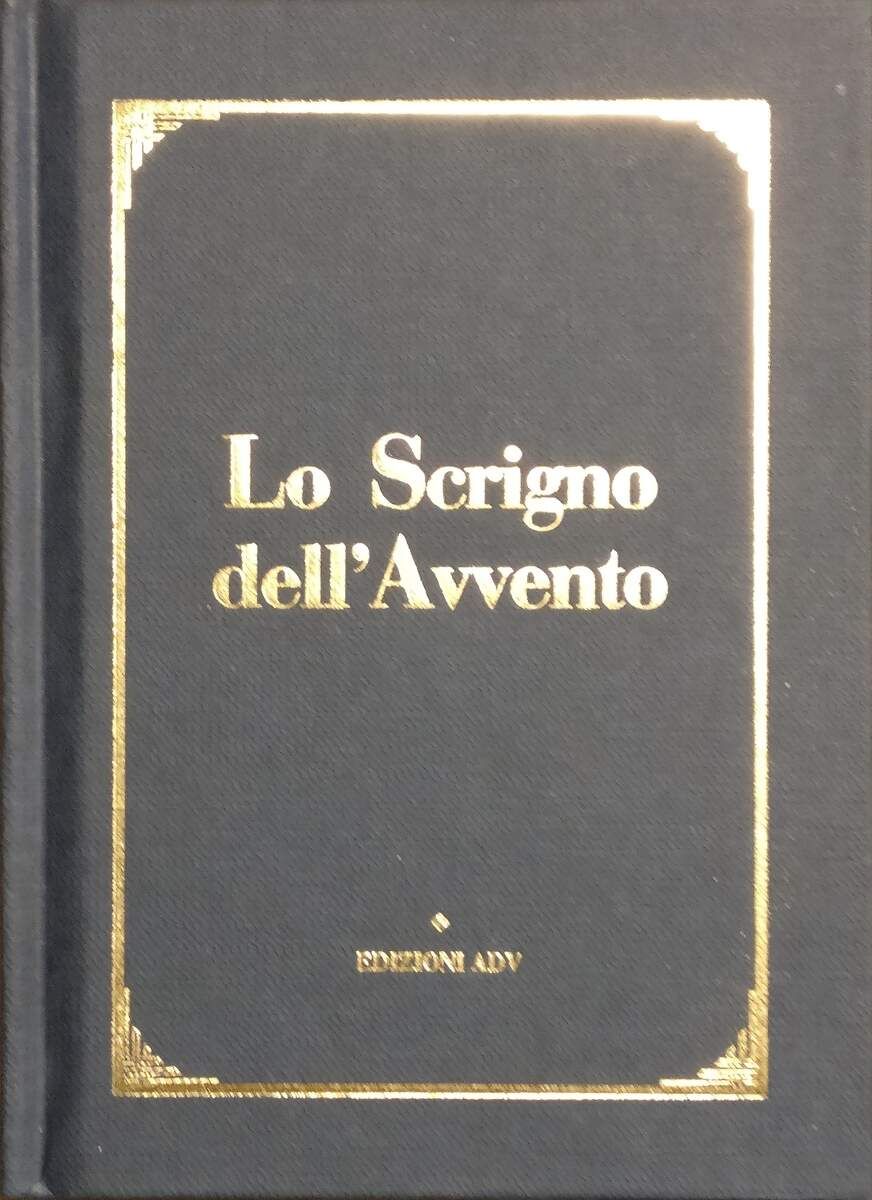 Lo Scrigno
dell'Avvento
EDIZIONI ADV